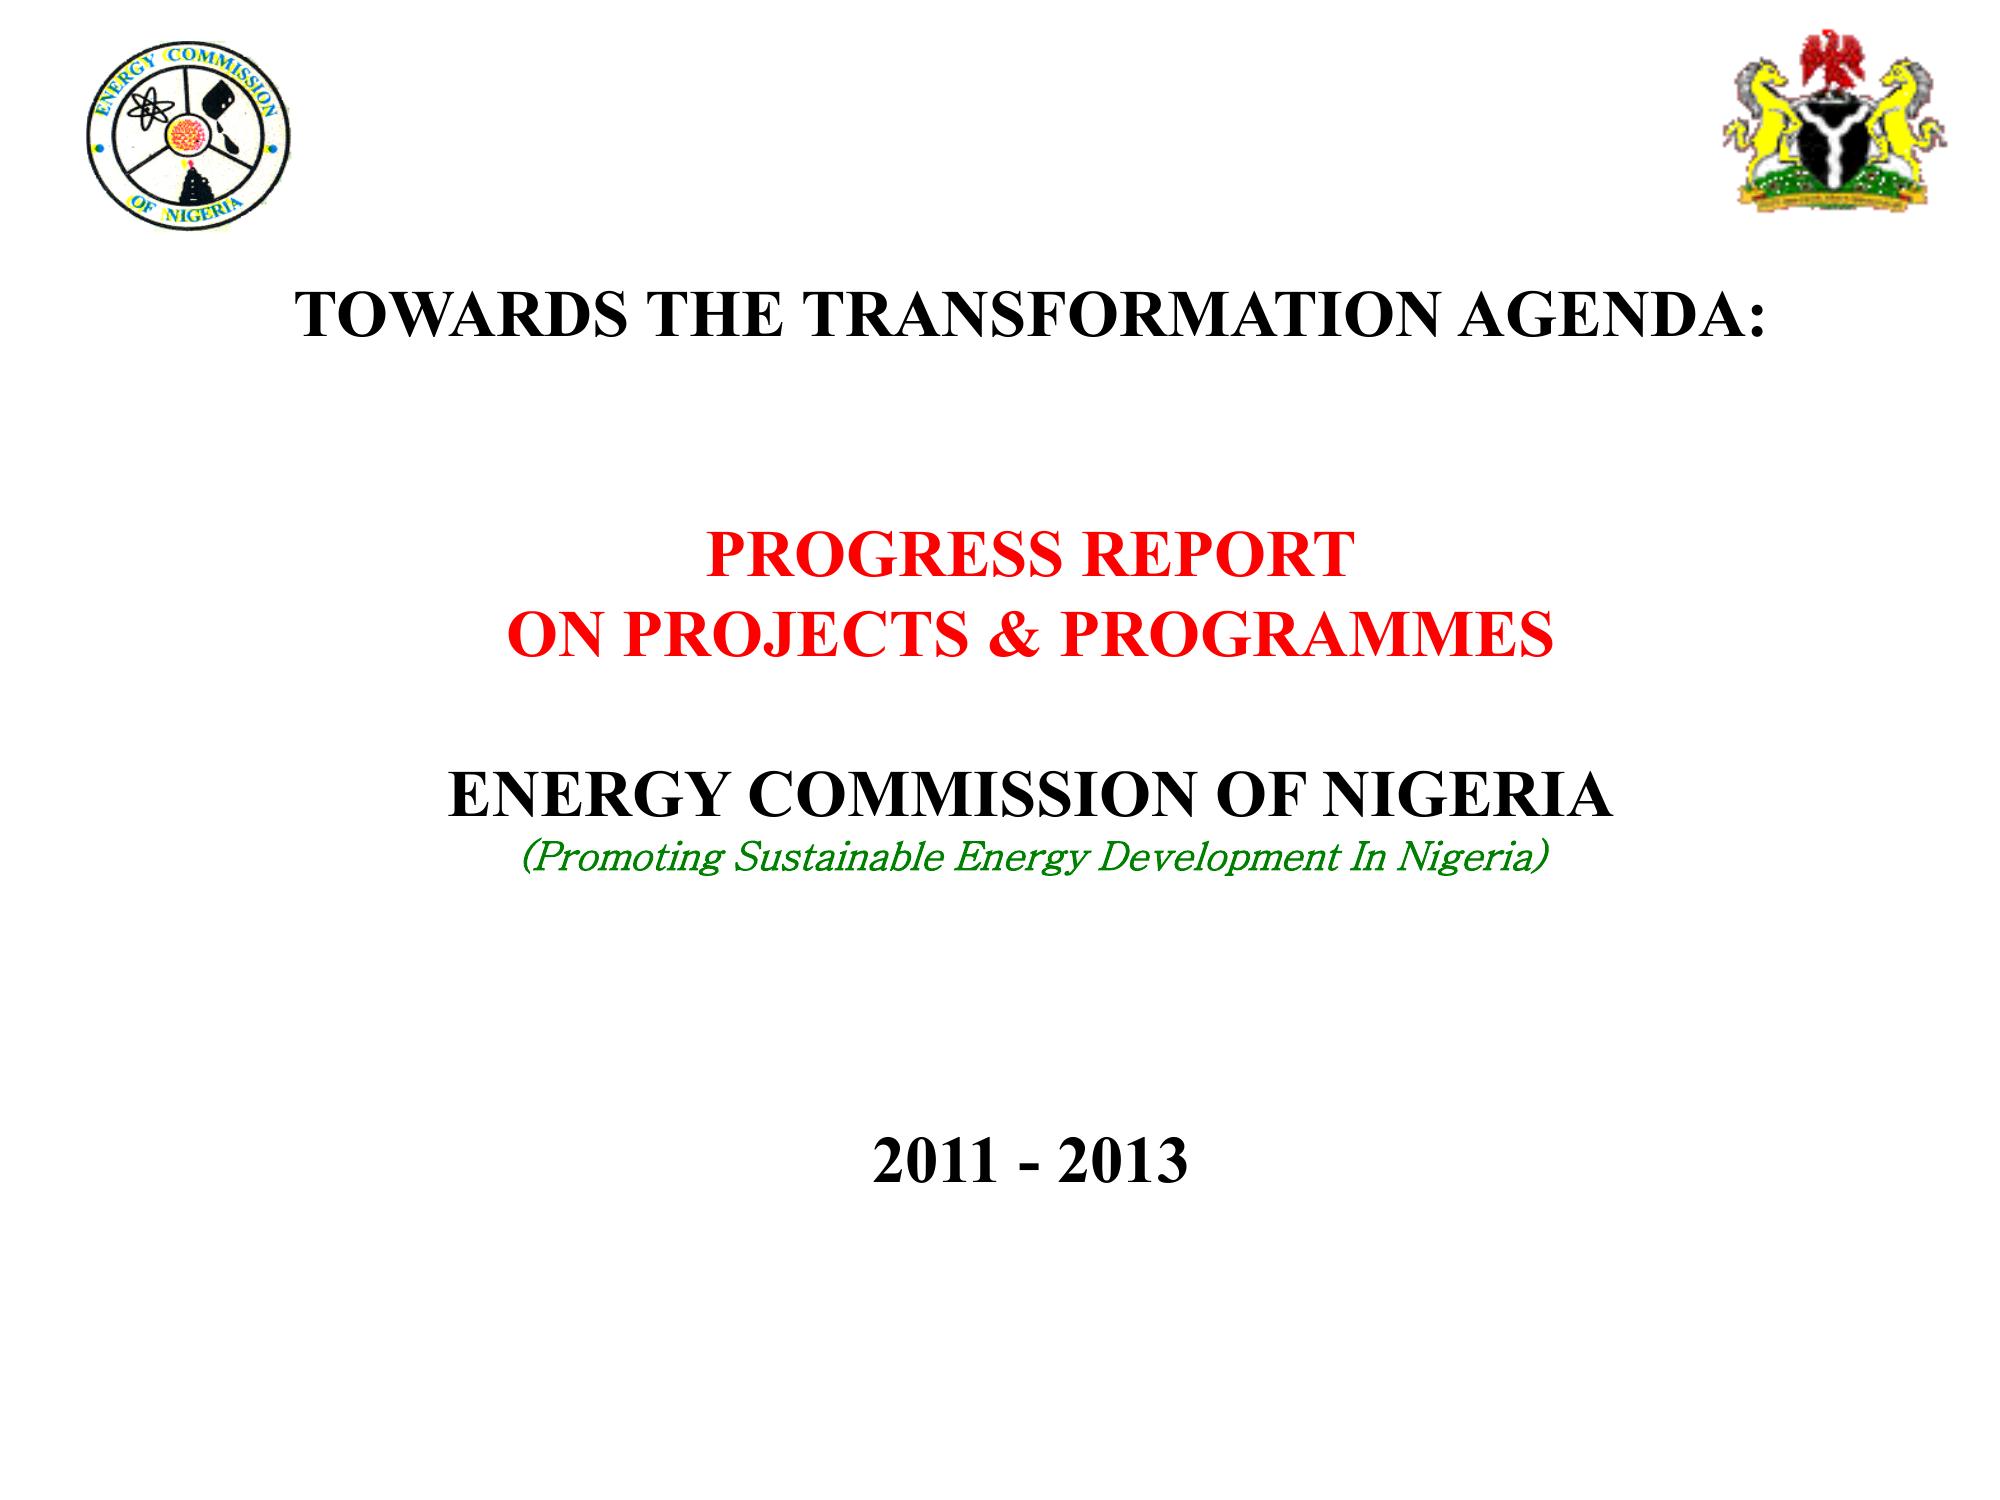 ENERGY COMMISSION
OF NIGERIA
TOWARDS THE TRANSFORMATION AGENDA:
PROGRESS REPORT
ON PROJECTS & PROGRAMMES
ENERGY COMMISSION OF NIGERIA
(Promoting Sustainable Energy Development In Nigeria)
2011 - 2013